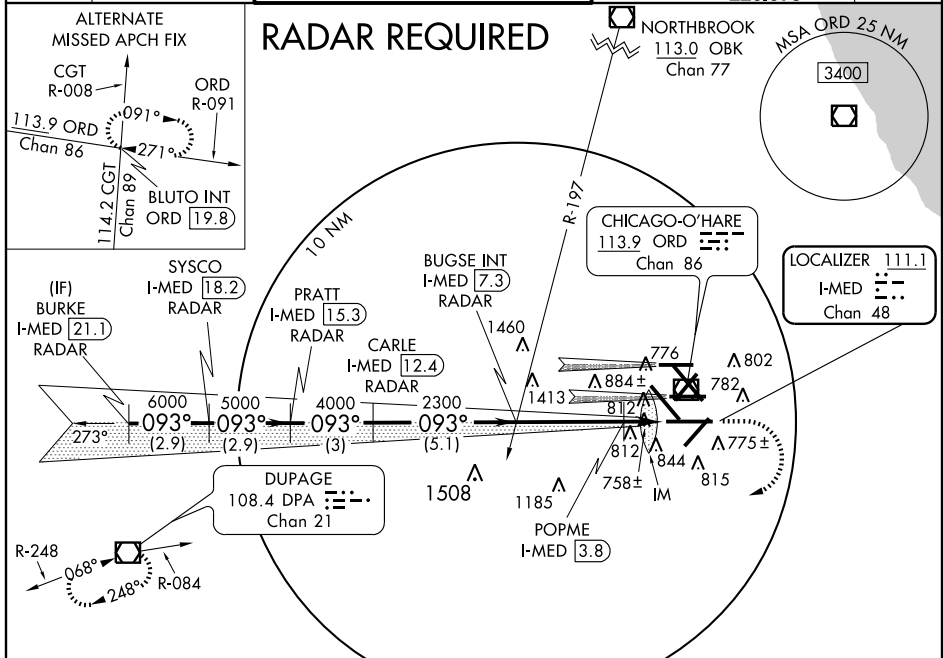 ALTERNATE
MISSED APCH FIX
CGT
R-008
ORD
R-091
091°
113.9 ORD
Chan 86
271°
114.2 CGT
Chan 89
BLUTO INT
ORD 19.8
RADAR REQUIRED
NORTHBROOK
113.0 OBK
Chan 77
MSA ORD 25 NM
3400
10 NM
R-197
CHICAGO-O'HARE
113.9 ORD
Chan 86
LOCALIZER 111.1
I-MED
Chan 48
(IF)
BURKE
I-MED 21.1
RADAR
SYSCO
I-MED 18.2
RADAR
PRATT
I-MED 15.3
RADAR
CARLE
I-MED 12.4
RADAR
BUGSE INT
I-MED 7.3
RADAR
1460
1413
776
802
884±
782
812
6000
5000
4000
2300
273°
093°
093°
093°
093°
(2.9)
(2.9)
(3)
(5.1)
812
844
775±
815
758±
IM
1508
1185
POPME
I-MED 3.8
DUPAGE
108.4 DPA
Chan 21
R-248
068°
248°
R-084